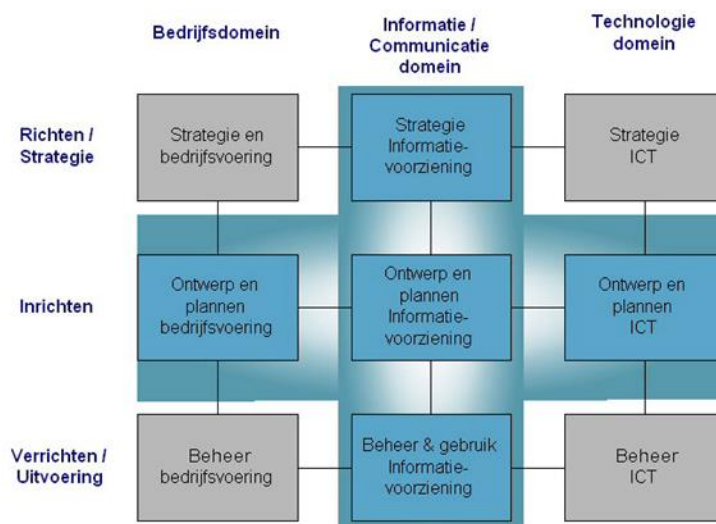 Bedrijfsdomein
Informatie /
Communicatie
domein
Technologie
domein
Richten /
Strategie
Strategie en
bedrijfsvoering
Strategie
Informatie-
voorziening
Strategie
ICT
Inrichten
Ontwerp en
plannen
bedrijfsvoering
Ontwerp en
plannen
Informatie-
voorziening
Ontwerp en
plannen
ICT
Verrichten /
Uitvoering
Beheer
bedrijfsvoering
Beheer & gebruik
Informatie-
voorziening
Beheer
ICT